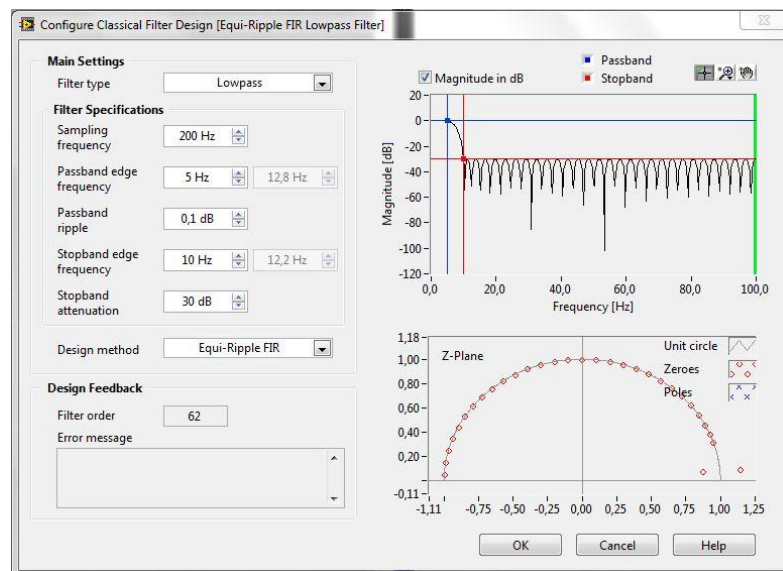 Configure Classical Filter Design [Equi-Ripple FIR Lowpass Filter]
Main Settings
Filter type
Lowpass
Filter Specifications
Sampling
frequency
200 Hz
Passband edge
frequency
5 Hz
12,8 Hz
Passband
ripple
0,1 dB
Stopband edge
frequency
10 Hz
12,2 Hz
Stopband
attenuation
30 dB
Design method
Equi-Ripple FIR
Design Feedback
Filter order
62
Error message
Magnitude in dB
Passband
Stopband
Magnitude [dB]
20
0
-20
-40
-60
-80
-100
-120
0,0
20,0
40,0
60,0
80,0
100,0
Frequency [Hz]
Z-Plane
Unit circle
Zeroes
Poles
1,18
1,00
0,80
0,60
0,40
0,20
-0,11
-1,11
-0,75
-0,50
-0,25
0,00
0,25
0,50
0,75
1,00
1,25
OK
Cancel
Help